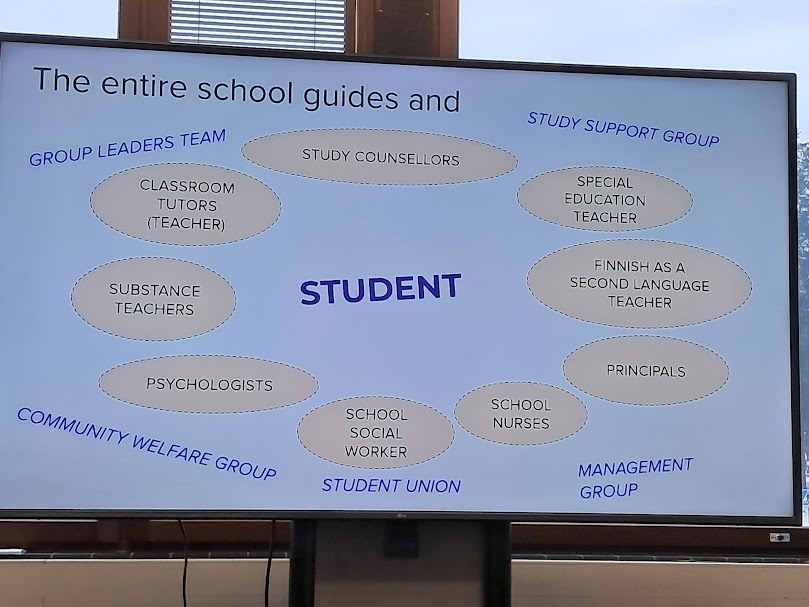 The entire school guides and
GROUP LEADERS TEAM
STUDY COUNSELLORS
STUDY SUPPORT GROUP
CLASSROOM
TUTORS
(TEACHER)
SPECIAL
EDUCATION
TEACHER
SUBSTANCE
TEACHERS
STUDENT
FINNISH AS A
SECOND LANGUAGE
TEACHER
PSYCHOLOGISTS
PRINCIPALS
SCHOOL
SOCIAL
WORKER
SCHOOL
NURSES
COMMUNITY WELFARE GROUP
STUDENT UNION
MANAGEMENT
GROUP
LG